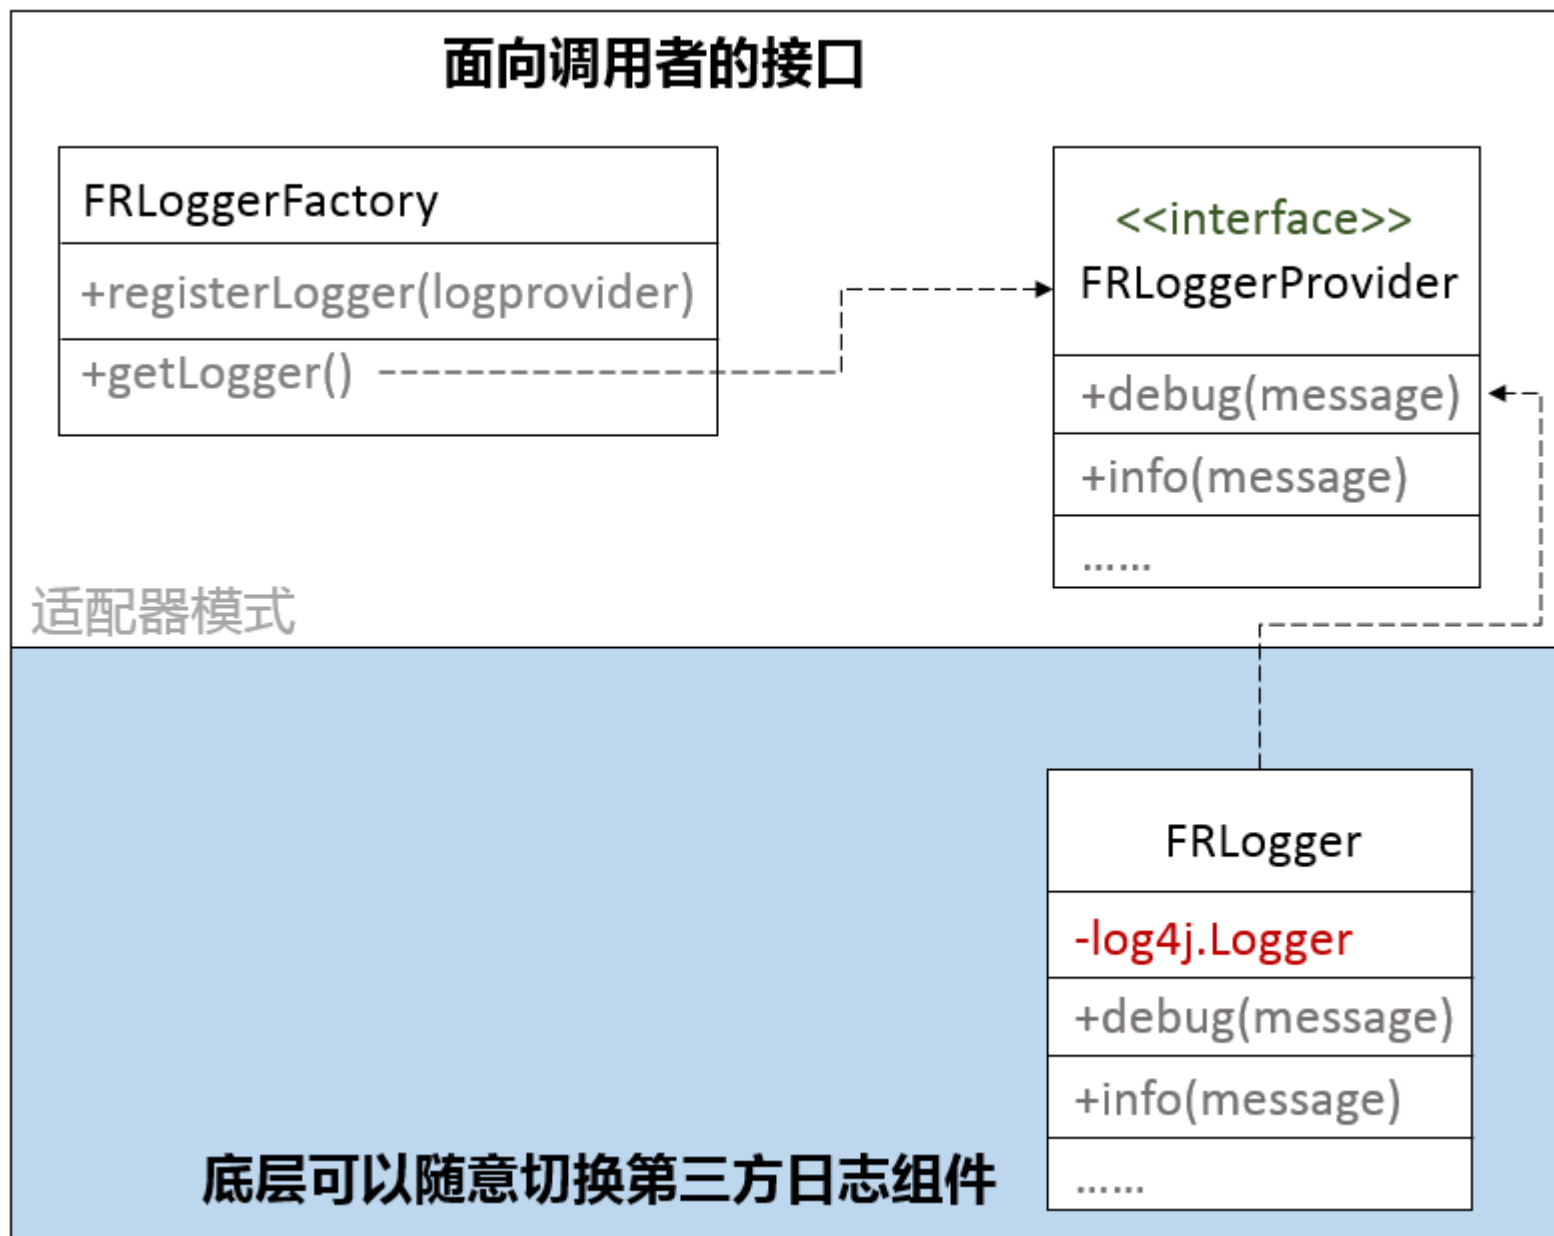 面向调用者的接口
FRLoggerFactory
+registerLogger(logprovider)
+getLogger()
<<interface>>
FRLoggerProvider
+debug(message)
+info(message)
……
适配器模式
FRLogger
-log4j.Logger
+debug(message)
+info(message)
……
底层可以随意切换第三方日志组件